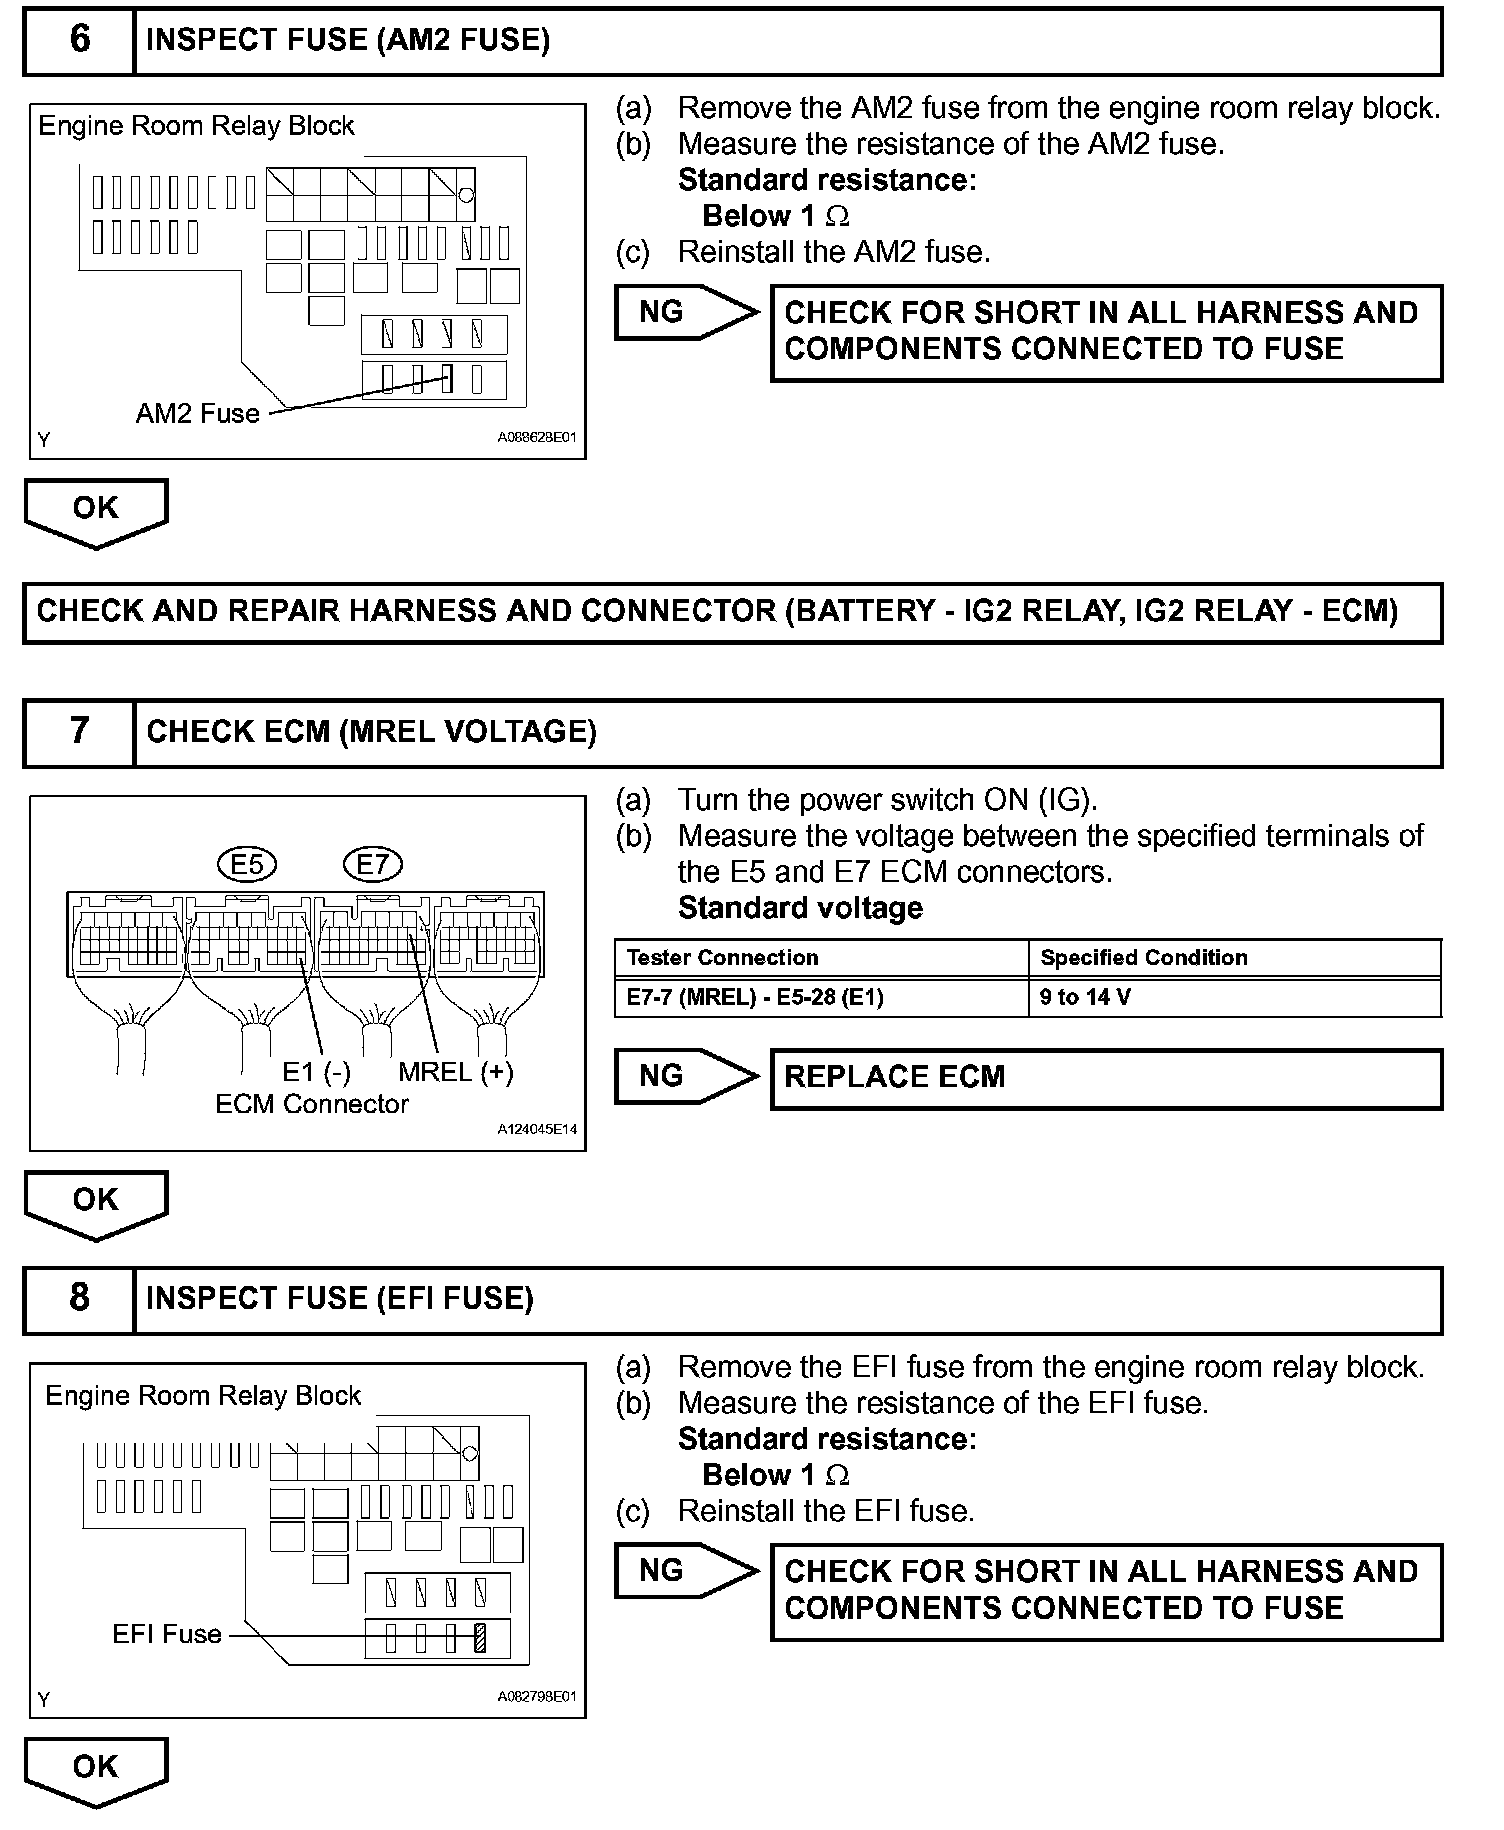 6 INSPECT FUSE (AM2 FUSE)
Engine Room Relay Block
AM2 Fuse
Y
A088628E01
(a) Remove the AM2 fuse from the engine room relay block.
(b) Measure the resistance of the AM2 fuse.
Standard resistance:
Below 1 Ω
(c) Reinstall the AM2 fuse.
NG
CHECK FOR SHORT IN ALL HARNESS AND
COMPONENTS CONNECTED TO FUSE
OK
CHECK AND REPAIR HARNESS AND CONNECTOR (BATTERY - IG2 RELAY, IG2 RELAY - ECM)
7 CHECK ECM (MREL VOLTAGE)
E5 E7
E1 (-) MREL (+)
ECM Connector
A124045E14
(a) Turn the power switch ON (IG).
(b) Measure the voltage between the specified terminals of
the E5 and E7 ECM connectors.
Standard voltage
Tester Connection Specified Condition
E7-7 (MREL) - E5-28 (E1) 9 to 14 V
NG
REPLACE ECM
OK
8 INSPECT FUSE (EFI FUSE)
Engine Room Relay Block
EFI Fuse
Y
A082798E01
(a) Remove the EFI fuse from the engine room relay block.
(b) Measure the resistance of the EFI fuse.
Standard resistance:
Below 1 Ω
(c) Reinstall the EFI fuse.
NG
CHECK FOR SHORT IN ALL HARNESS AND
COMPONENTS CONNECTED TO FUSE
OK